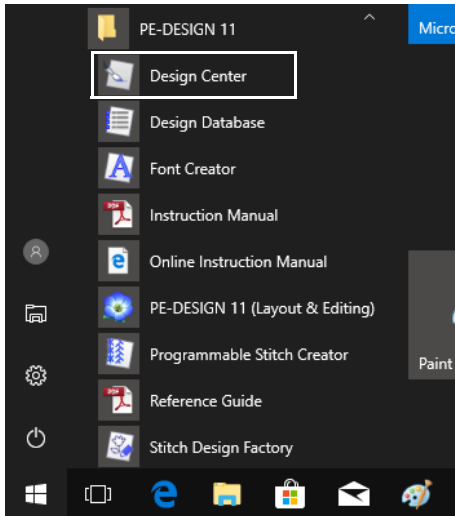 PE-DESIGN 11
Micro
Design Center
Design Database
Font Creator
Instruction Manual
Online Instruction Manual
PE-DESIGN 11 (Layout & Editing)
Programmable Stitch Creator
Paint
Reference Guide
Stitch Design Factory